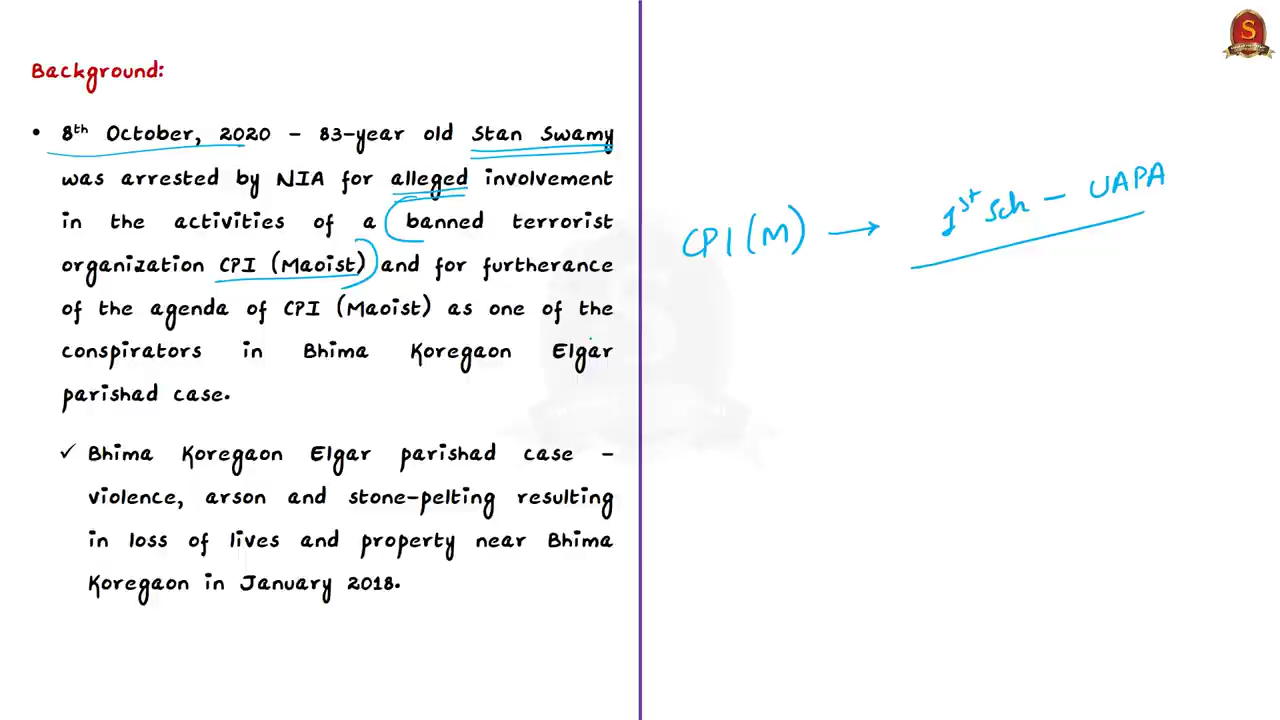 Background:
• 8th October, 2020 - 83-year old Stan Swamy
was arrested by NIA for alleged involvement
in the activities of a banned terrorist
organization CPI (Maoist) and for furtherance
of the agenda of CPI (Maoist) as one of the
conspirators in Bhima Koregaon Elgar
parishad case.
✓ Bhima Koregaon Elgar parishad case -
violence, arson and stone-pelting resulting
in loss of lives and property near Bhima
Koregaon in January 2018.
CPI (M) → 1st Sch - UAPA
S